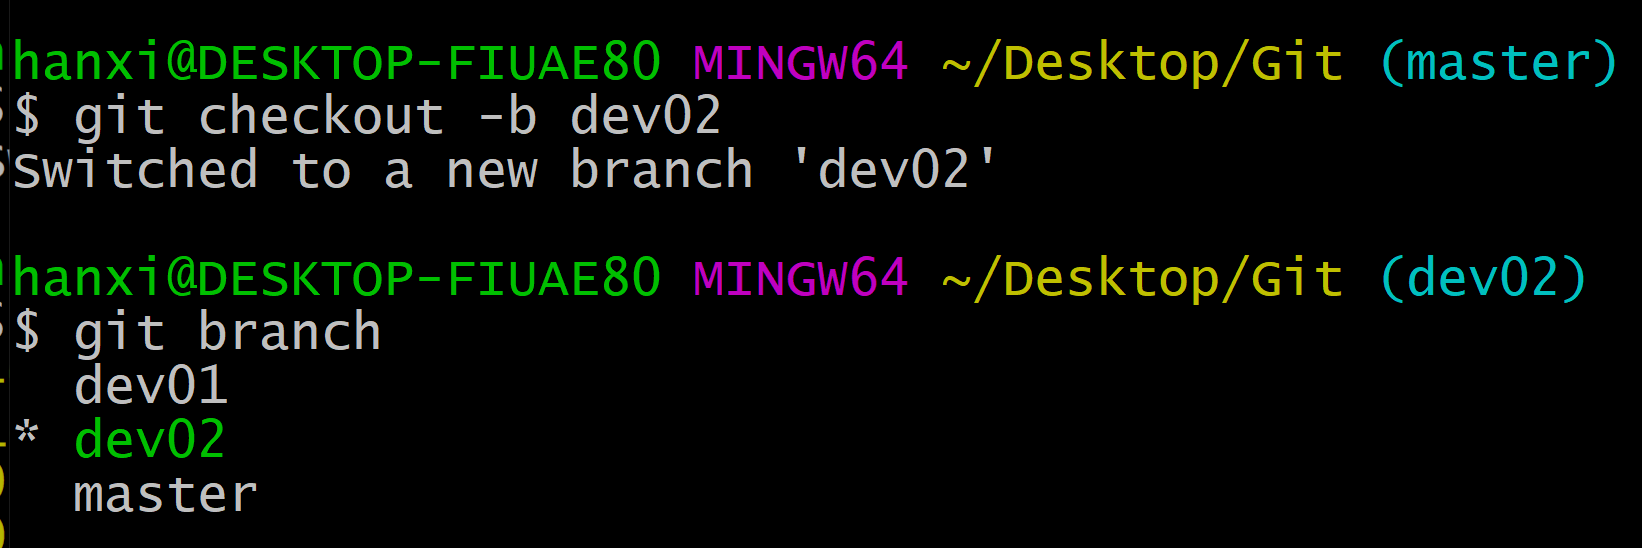 hanxi@DESKTOP-FIUAE80 MINGW64 ~/Desktop/Git (master)
$ git checkout -b dev02
Switched to a new branch 'dev02'
hanxi@DESKTOP-FIUAE80 MINGW64 ~/Desktop/Git (dev02)
$ git branch
  dev01
* dev02
  master